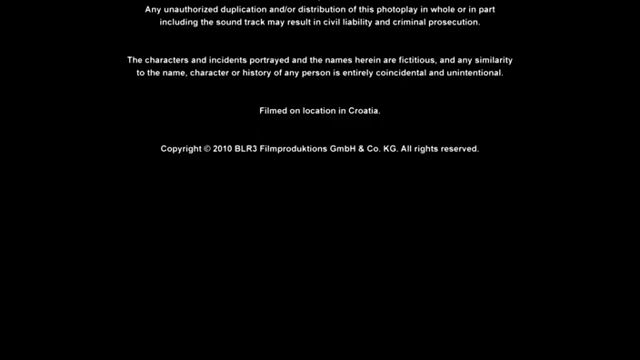 Any unauthorized duplication and/or distribution of this photoplay in whole or in part
including the sound track may result in civil liability and criminal prosecution.
The characters and incidents portrayed and the names herein are fictitious, and any similarity
to the name, character or history of any person is entirely coincidental and unintentional.
Filmed on location in Croatia.
Copyright © 2010 BLR3 Filmproduktions GmbH & Co. KG. All rights reserved.